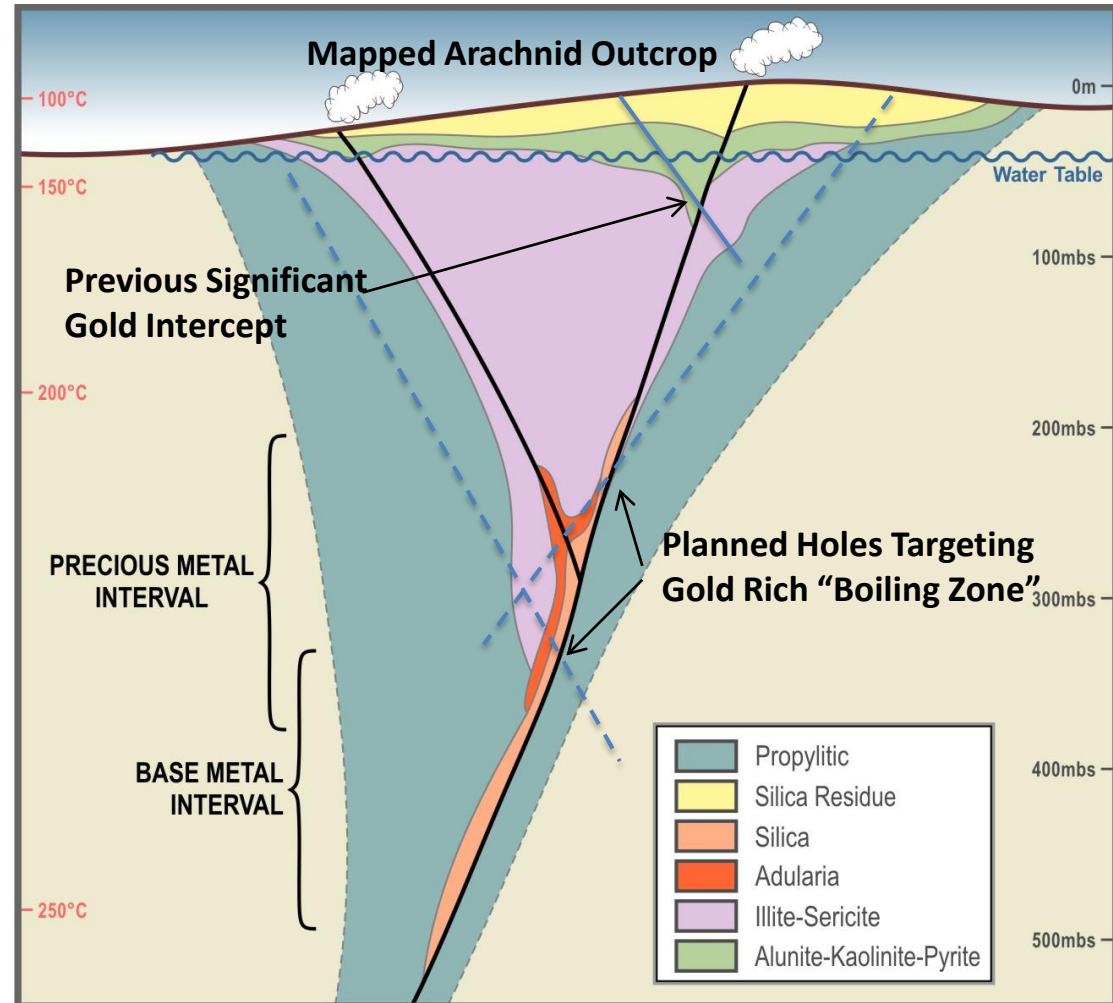 Mapped Arachnid Outcrop
100°C
0m
150°C
Water Table
100mbs
Previous Significant
Gold Intercept
200°C
200mbs
PRECIOUS METAL
INTERVAL
Planned Holes Targeting
Gold Rich “Boiling Zone”
300mbs
BASE METAL
INTERVAL
400mbs
250°C
500mbs
Propylitic
Silica Residue
Silica
Adularia
Illite-Sericite
Alunite-Kaolinite-Pyrite